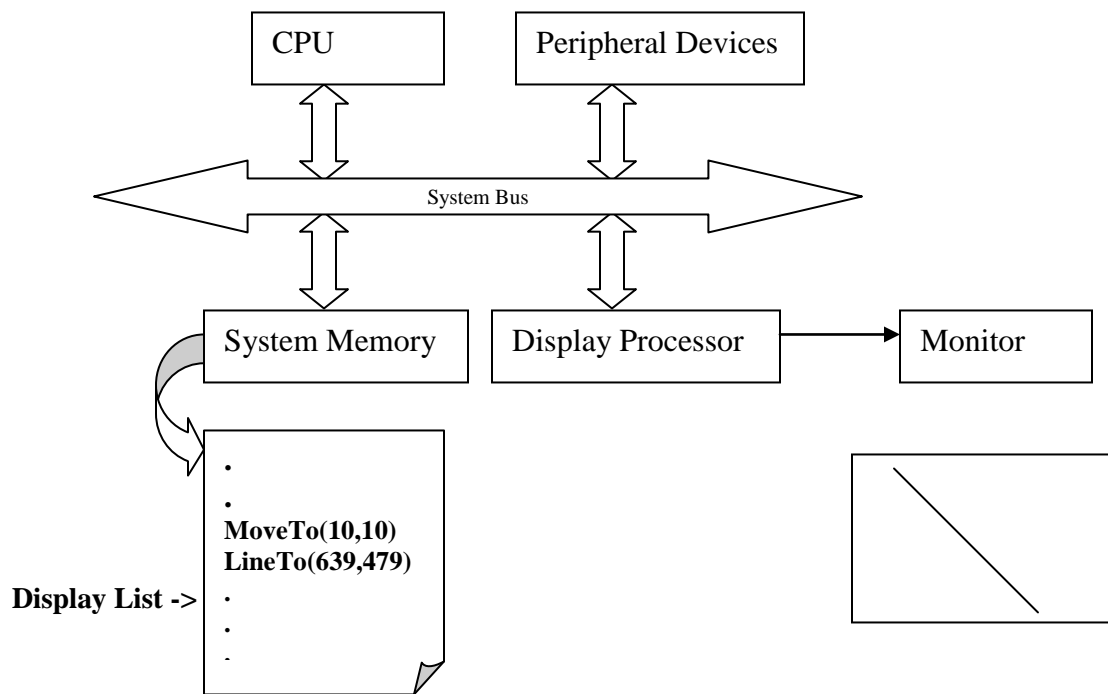 CPU
Peripheral Devices
System Bus
System Memory
Display Processor
Monitor
.
.
MoveTo(10,10)
LineTo(639,479)
Display List ->
.
.
.